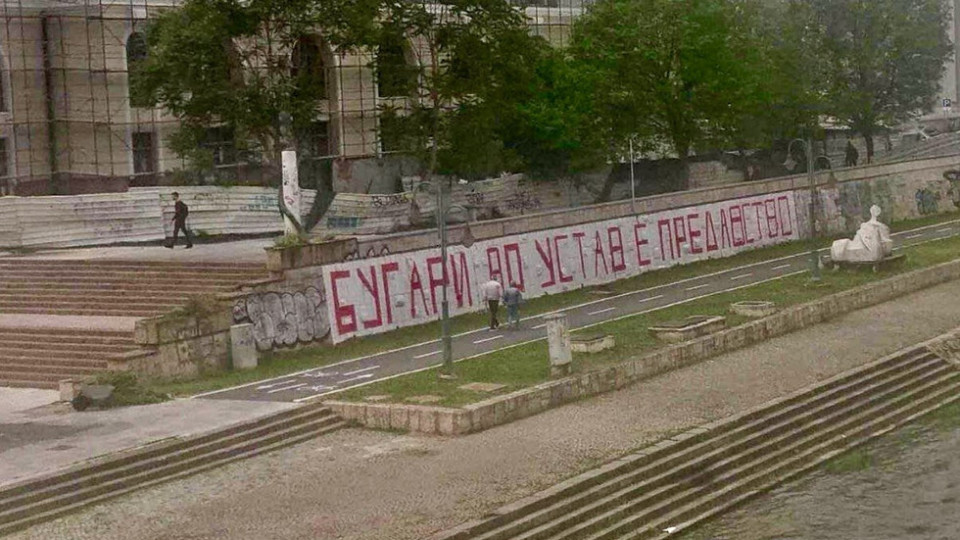 БУГАРИ ВО УСТАВ Е ПРЕДАВСТВО